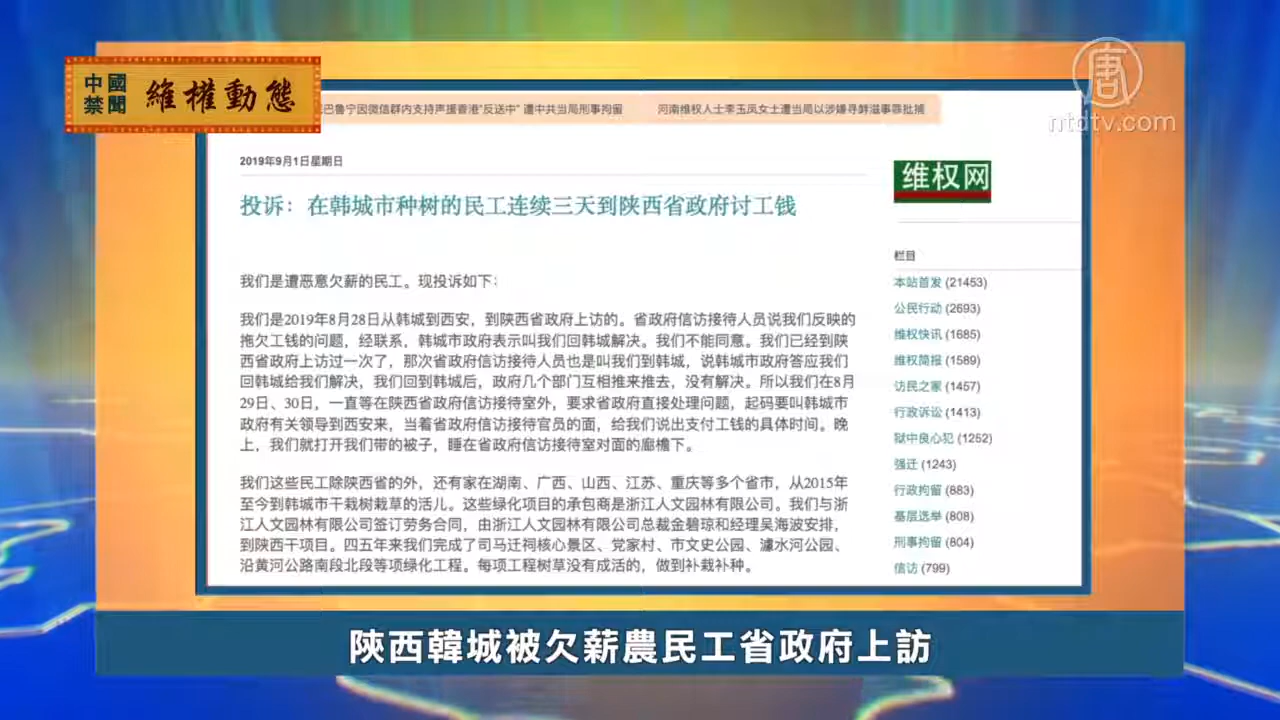 中國禁聞
維權動態
唐
ntdtv.com
巴鲁宁因微信群内支持声援香港"反送中" 遭中共当局刑事拘留 河南维权人士李玉凤女士遭当局以涉嫌寻衅滋事罪批捕
2019年9月1日星期日
投诉：在韩城市种树的民工连续三天到陕西省政府讨工钱
我们是遭恶意欠薪的民工。现投诉如下：
我们是2019年8月28日从韩城到西安，到陕西省政府上访的。省政府信访接待人员说我们反映的
拖欠工钱的问题，经联系，韩城市政府表示叫我们回韩城解决。我们不能同意。我们已经到陕
西省政府上访过一次了，那次省政府信访接待人员也是叫我们到韩城，说韩城市政府答应我们
回韩城给我们解决，我们回到韩城后，政府几个部门互相推来推去，没有解决。所以我们在8月
29日、30日，一直等在陕西省政府信访接待室外，要求省政府直接处理问题，起码要叫韩城市
政府有关领导到西安来，当着省政府信访接待官员的面，给我们说出支付工钱的具体时间。晚
上，我们就打开我们带的被子，睡在省政府信访接待室对面的廊檐下。
我们这些民工除陕西省的外，还有家在湖南、广西、山西、江苏、重庆等多个省市，从2015年
至今到韩城市干栽树栽草的活儿。这些绿化项目的承包商是浙江人文园林有限公司。我们与浙
江人文园林有限公司签订劳务合同，由浙江人文园林有限公司总裁金碧琼和经理吴海波安排，
到陕西干项目。四五年来我们完成了司马迁祠核心景区、党家村、市文史公园、濾水河公园、
沿黄河公路南段北段等项绿化工程。每项工程树草没有成活的，做到补栽补种。
维权网
栏目
本站首发 (21453)
公民行动 (2693)
维权快讯 (1685)
维权简报 (1589)
访民之家 (1457)
行政诉讼 (1413)
獄中良心犯 (1252)
强迁 (1243)
行政拘留 (883)
基层选举 (808)
刑事拘留 (804)
信访 (799)
陝西韓城被欠薪農民工省政府上訪